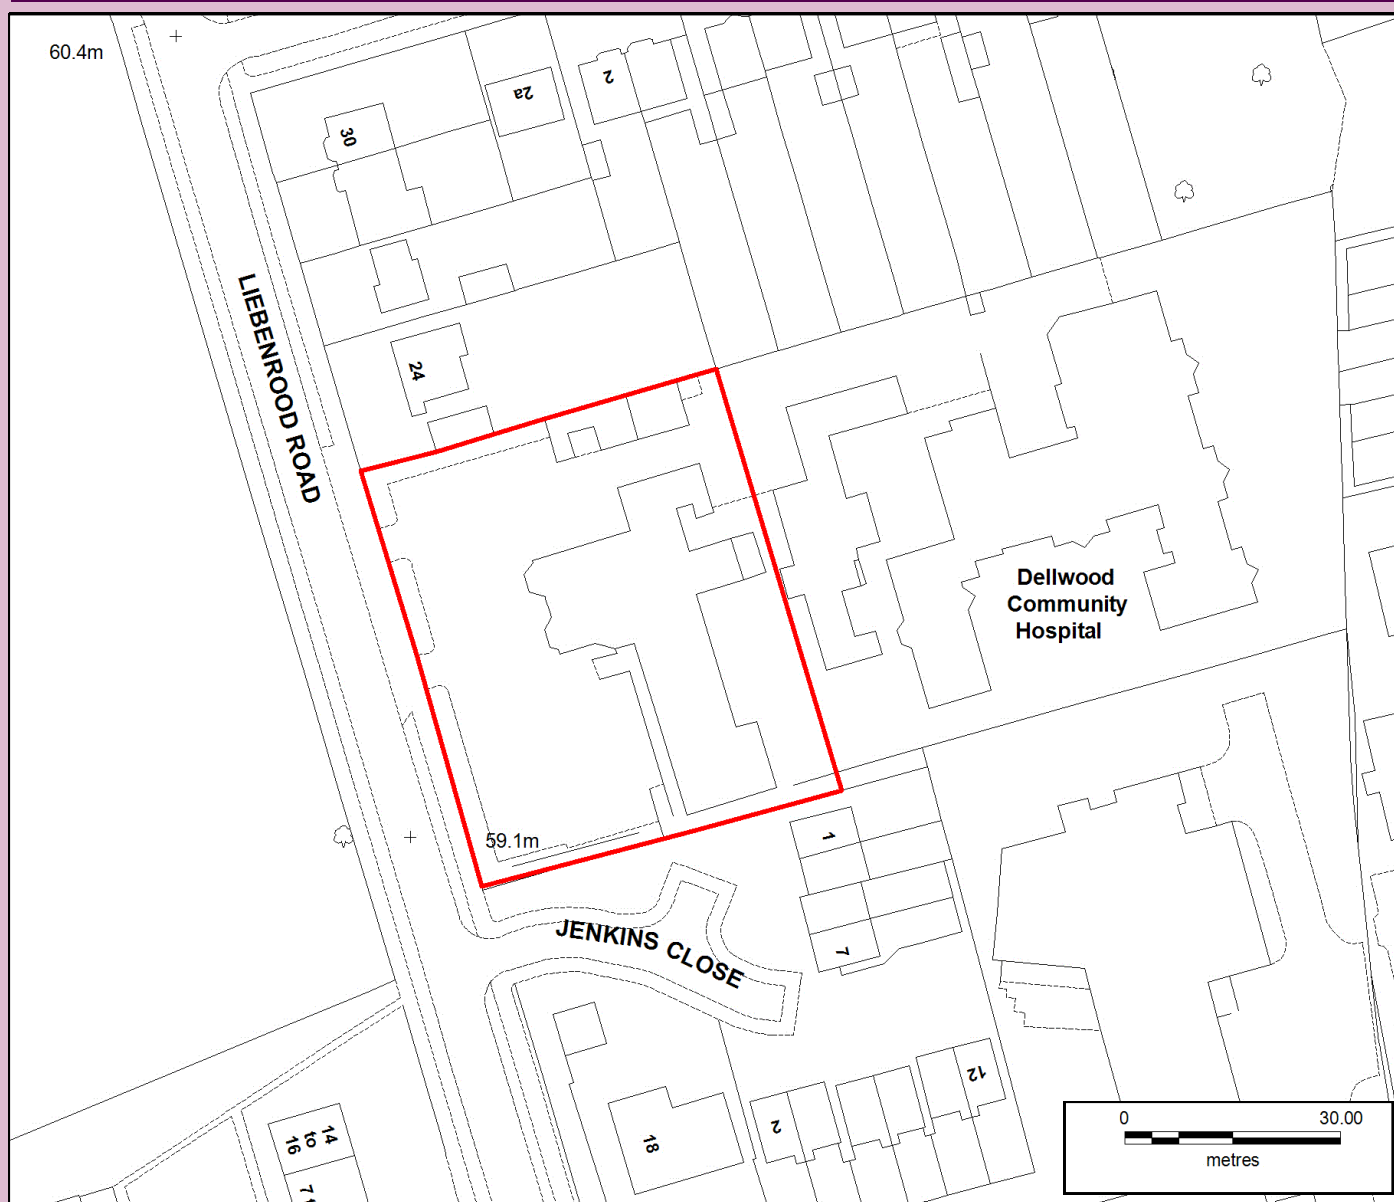 60.4m
2
2a
30
LIEBENROOD ROAD
24
Dellwood
Community
Hospital
59.1m
1
7
JENKINS CLOSE
12
2
18
14
to
16
0 30.00
metres